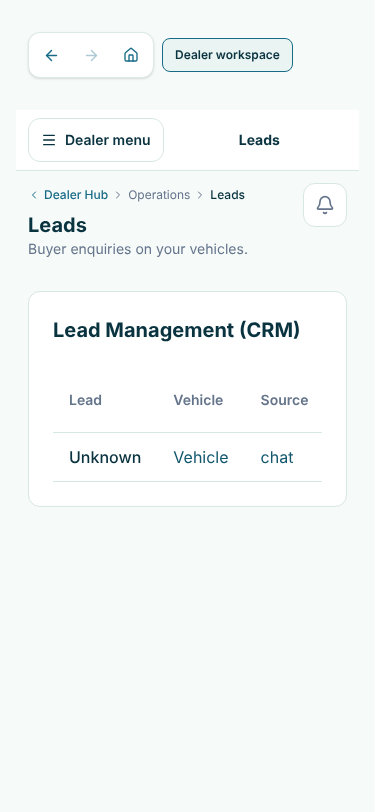 Dealer workspace
Dealer menu
Leads
Dealer Hub Operations Leads
Leads
Buyer enquiries on your vehicles.
Lead Management (CRM)
Lead Vehicle Source
Unknown Vehicle chat